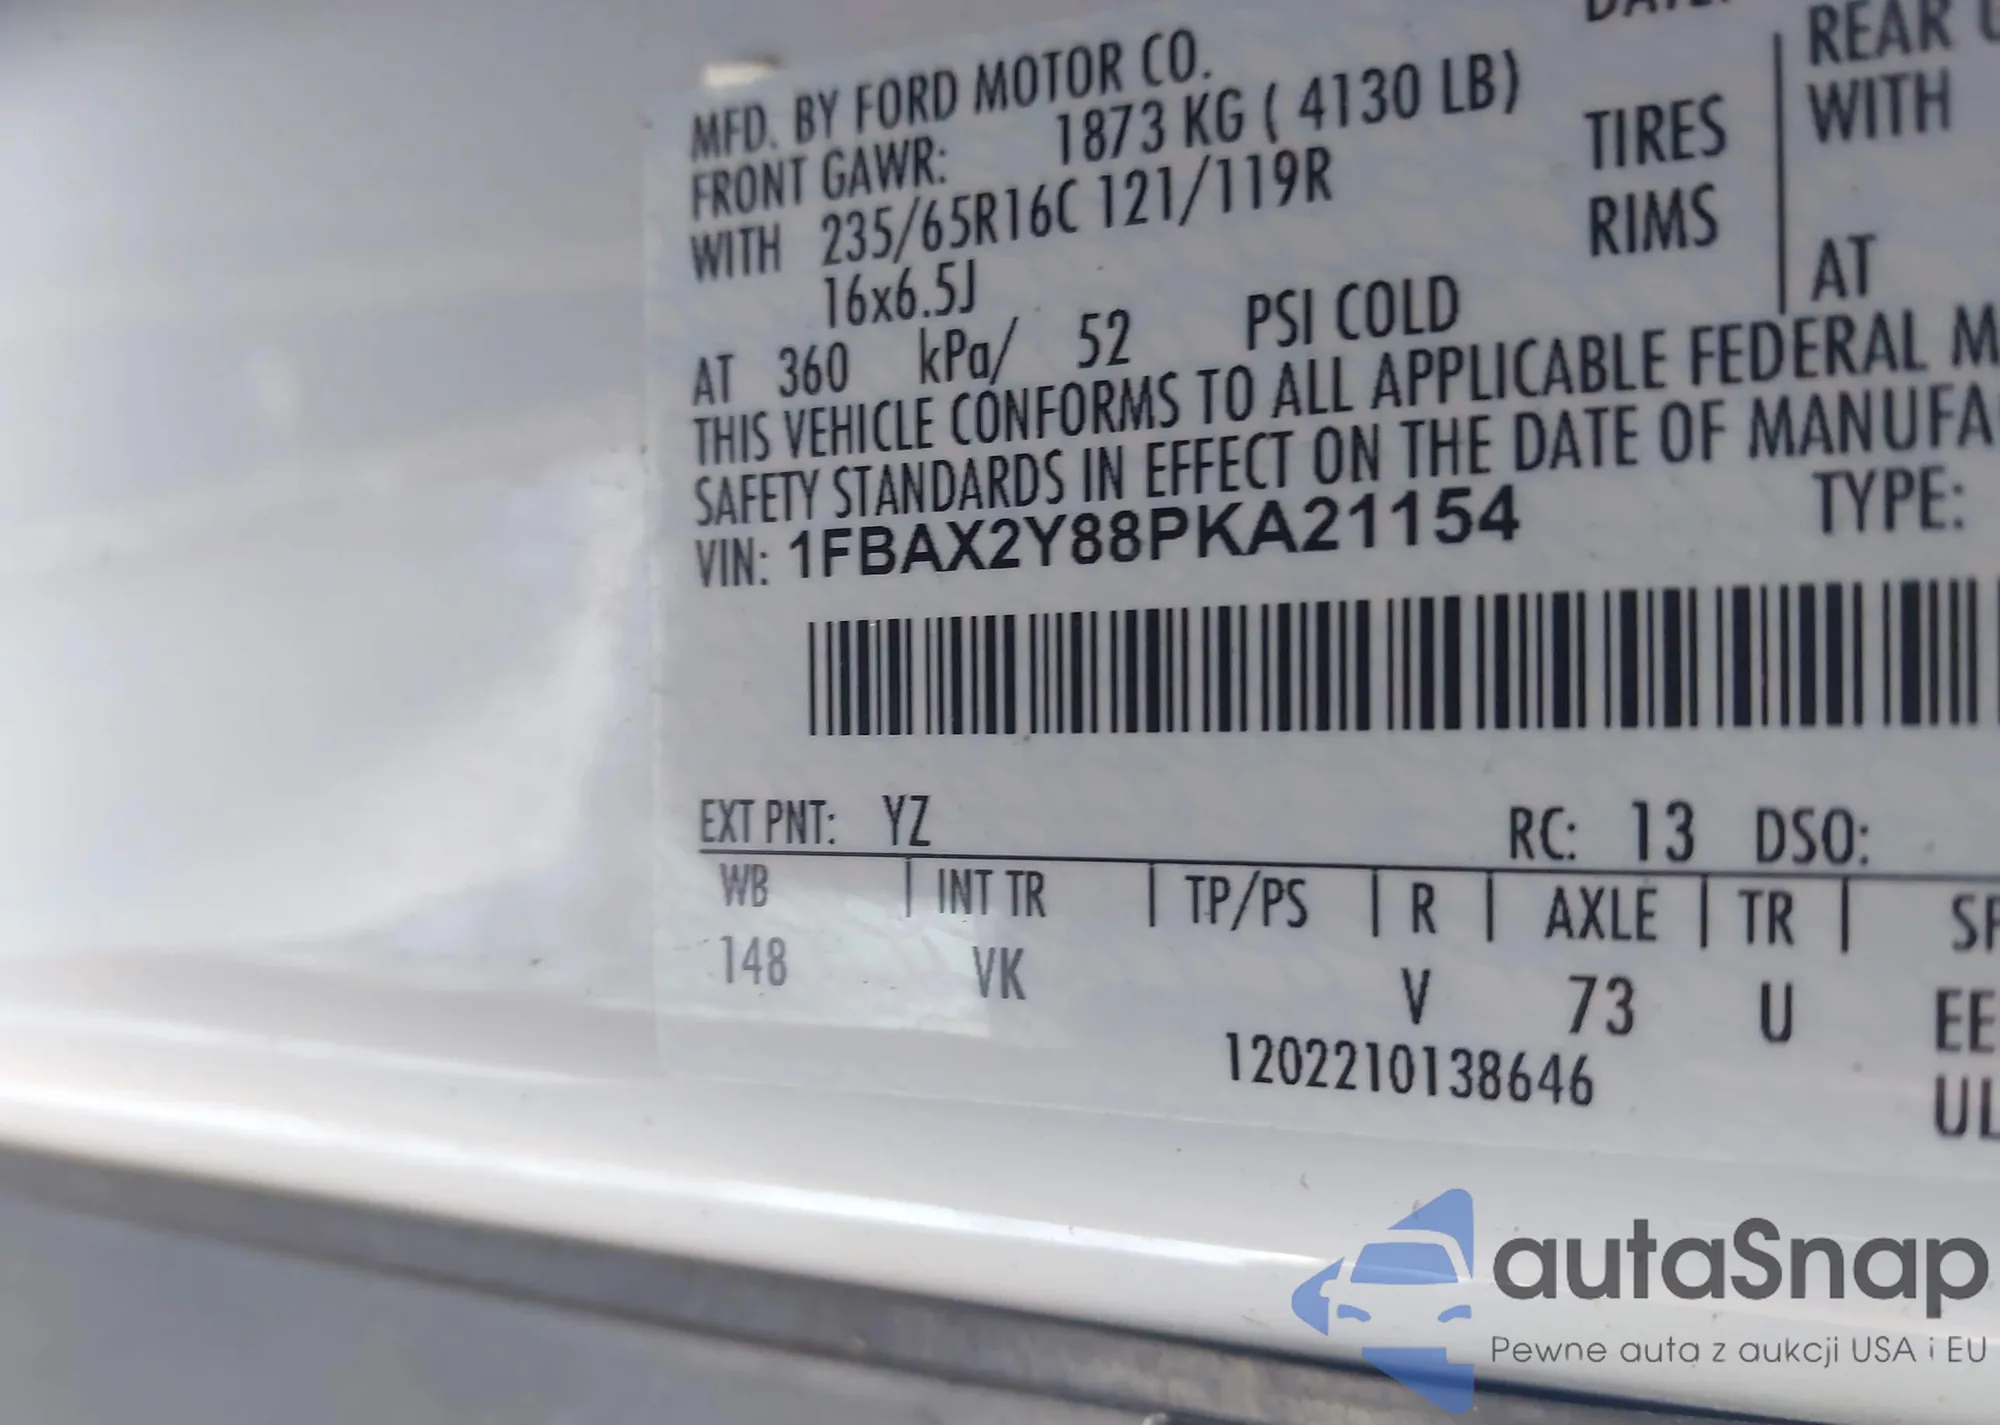 MFD. BY FORD MOTOR CO.
FRONT GAWR: 1873 KG ( 4130 LB)
WITH 235/65R16C 121/119R TIRES
16x6.5J RIMS
AT 360 kPa/ 52 PSI COLD
REAR
WITH
AT
THIS VEHICLE CONFORMS TO ALL APPLICABLE FEDERAL M
SAFETY STANDARDS IN EFFECT ON THE DATE OF MANUFA
VIN: 1FBAX2Y88PKA21154 TYPE:
EXT PNT: YZ RC: 13 DSO:
WB | INT TR | TP/PS | R | AXLE | TR |
148 VK V 73 U EE
1202210138646 UL
autaSnap
Pewne auta z aukcji USA i EU